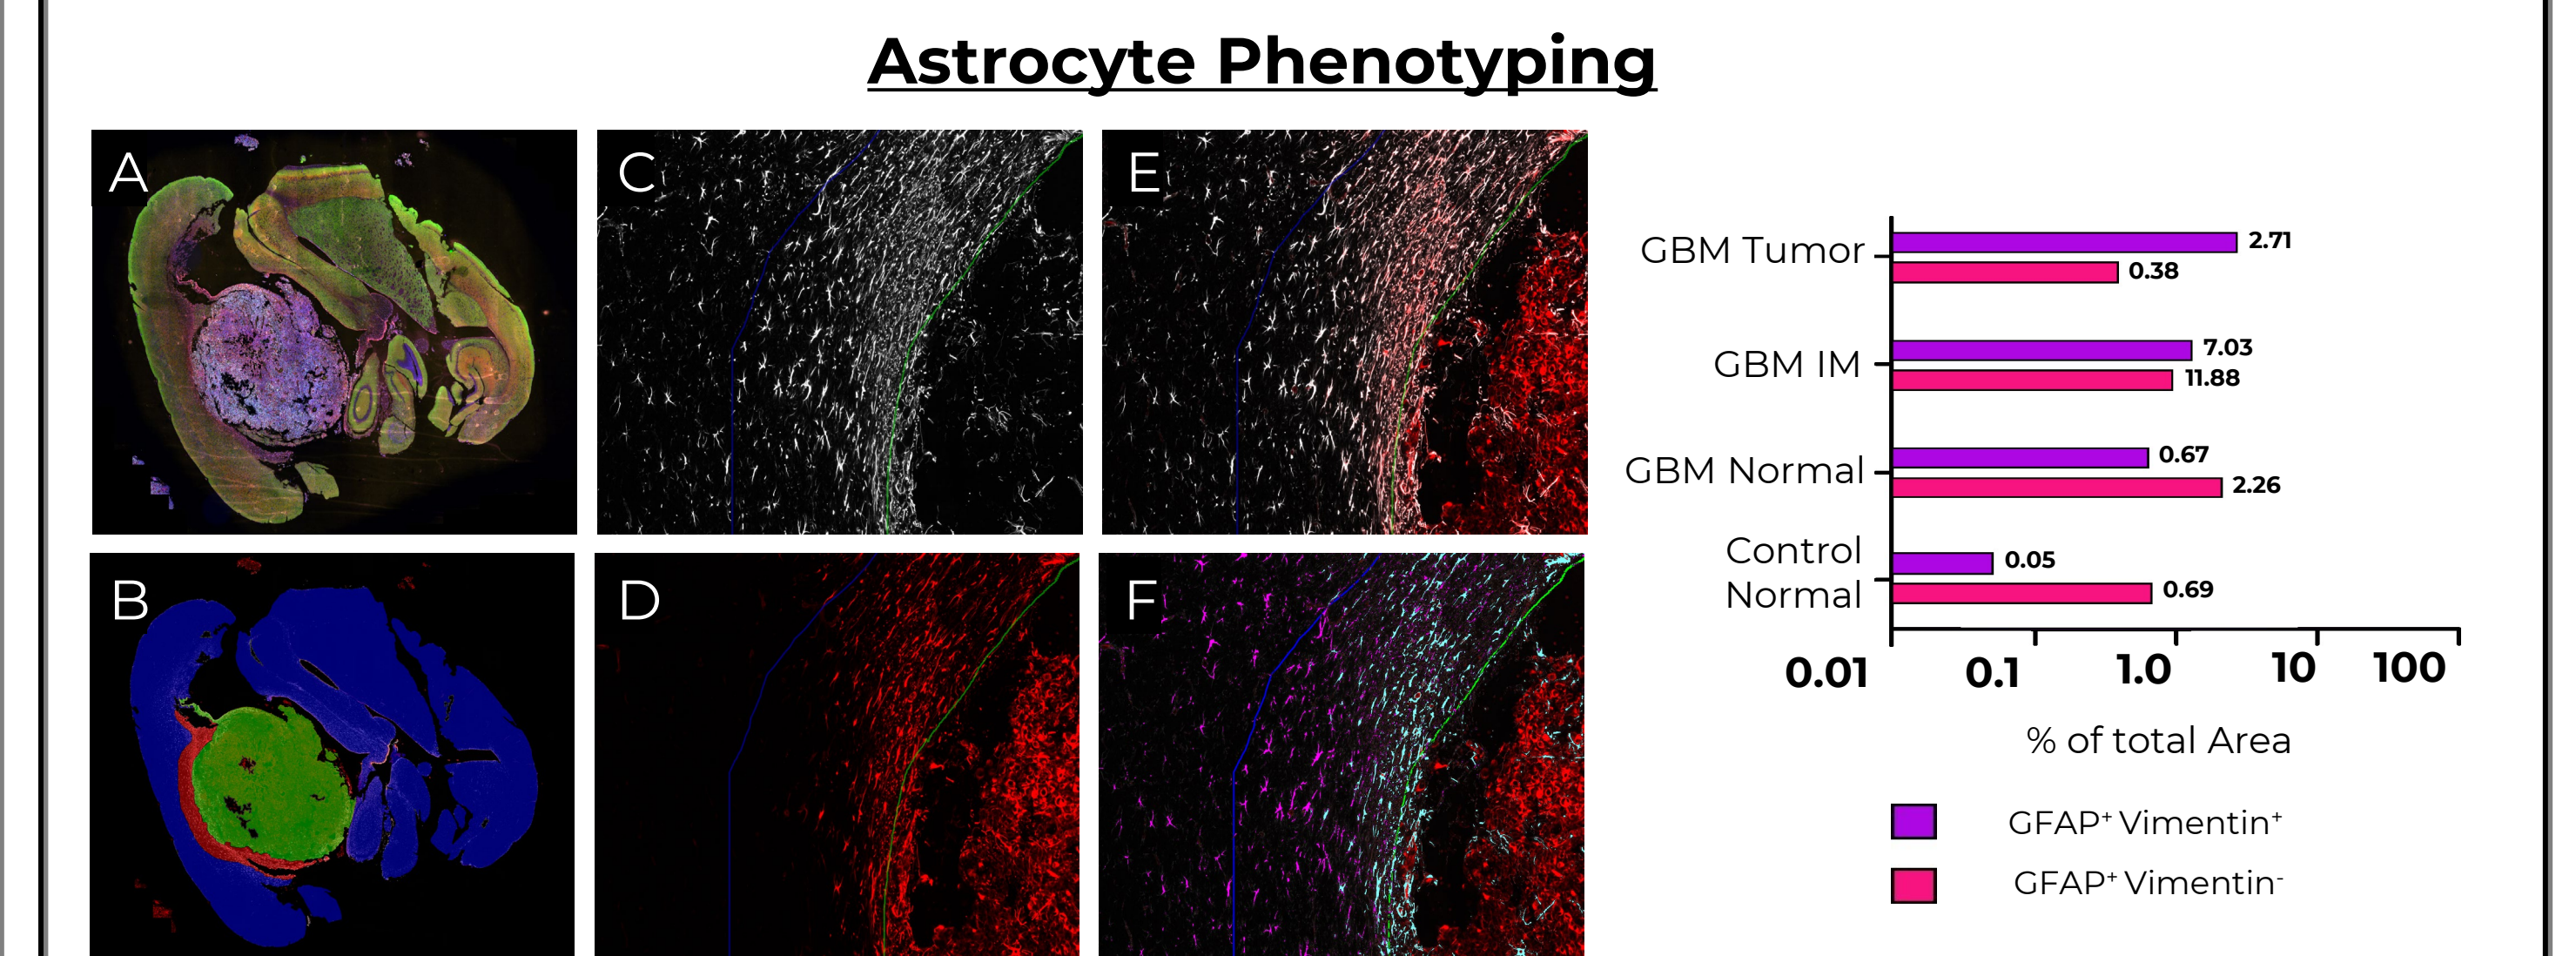 Astrocyte Phenotyping
A
C
E
B
D
F
GBM Tumor
2.71
0.38
GBM IM
7.03
11.88
GBM Normal
0.67
2.26
Control
Normal
0.05
0.69
0.01 0.1 1.0 10 100
% of total Area
GFAP⁺ Vimentin⁺
GFAP⁺ Vimentin⁻